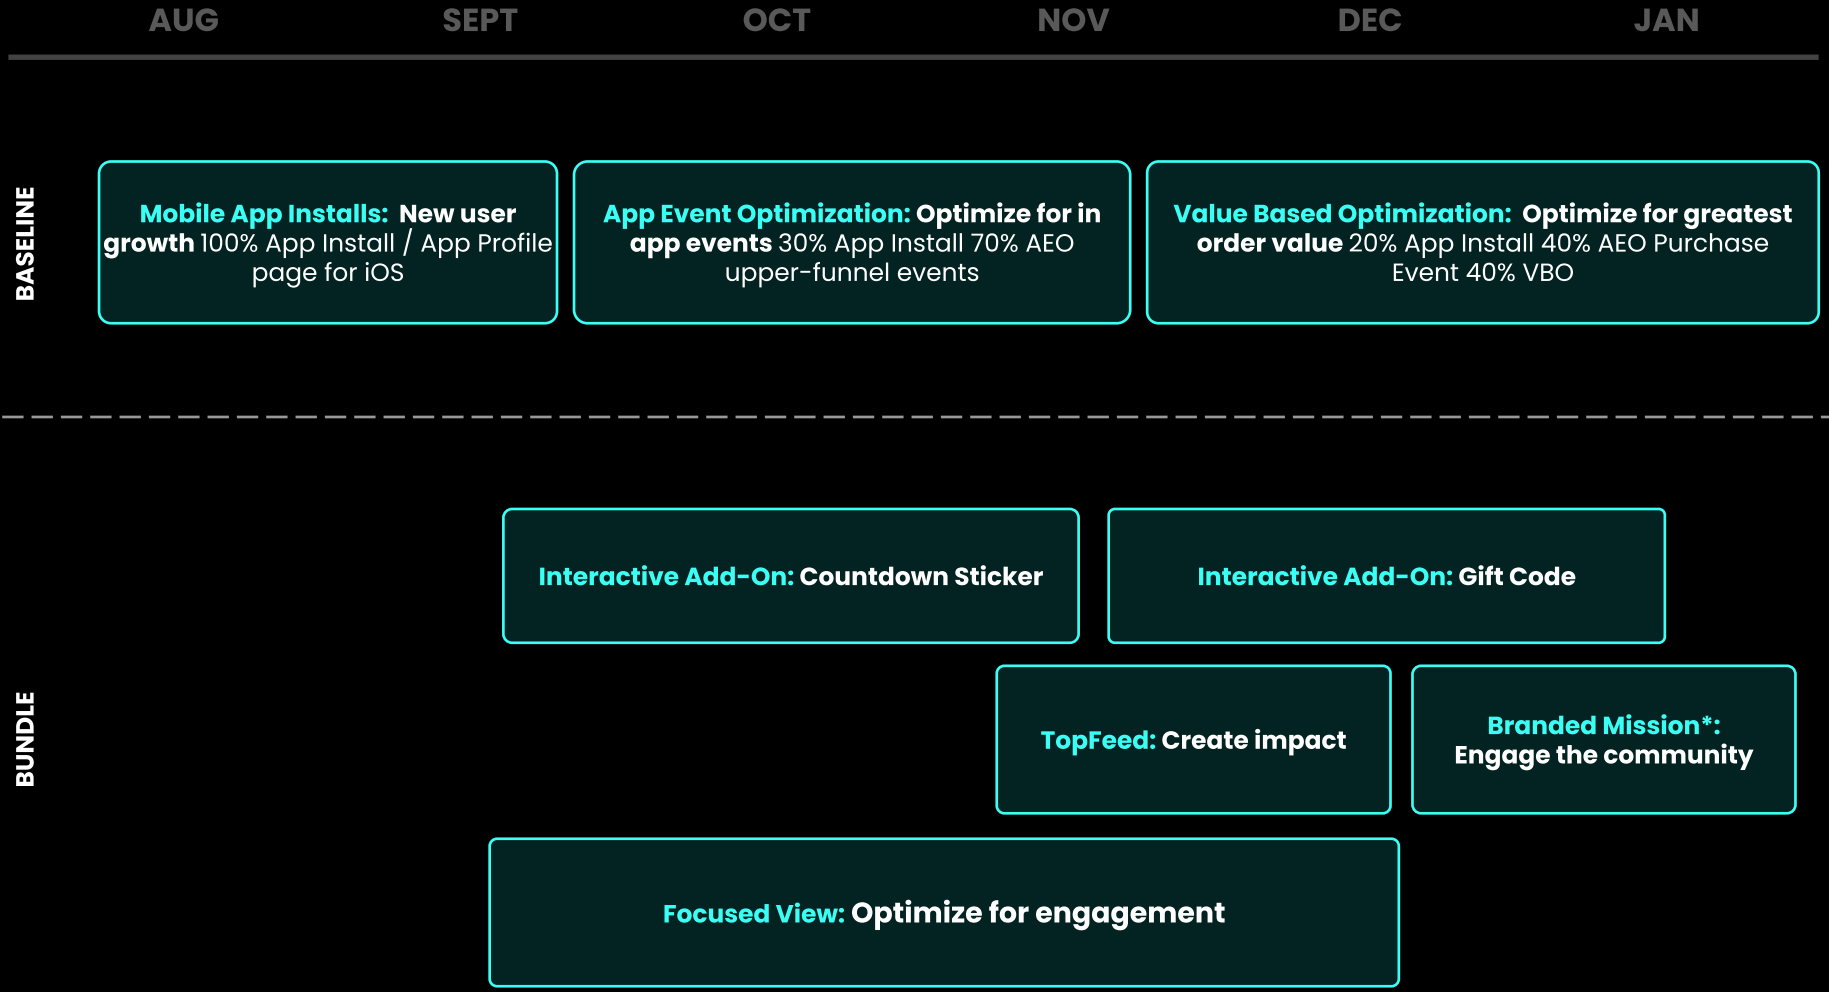 AUG SEPT OCT NOV DEC JAN
BASELINE
Mobile App Installs: New user
growth 100% App Install / App Profile
page for iOS
App Event Optimization: Optimize for in
app events 30% App Install 70% AEO
upper-funnel events
Value Based Optimization: Optimize for greatest
order value 20% App Install 40% AEO Purchase
Event 40% VBO
BUNDLE
Interactive Add-On: Countdown Sticker
Interactive Add-On: Gift Code
TopFeed: Create impact
Branded Mission*:
Engage the community
Focused View: Optimize for engagement